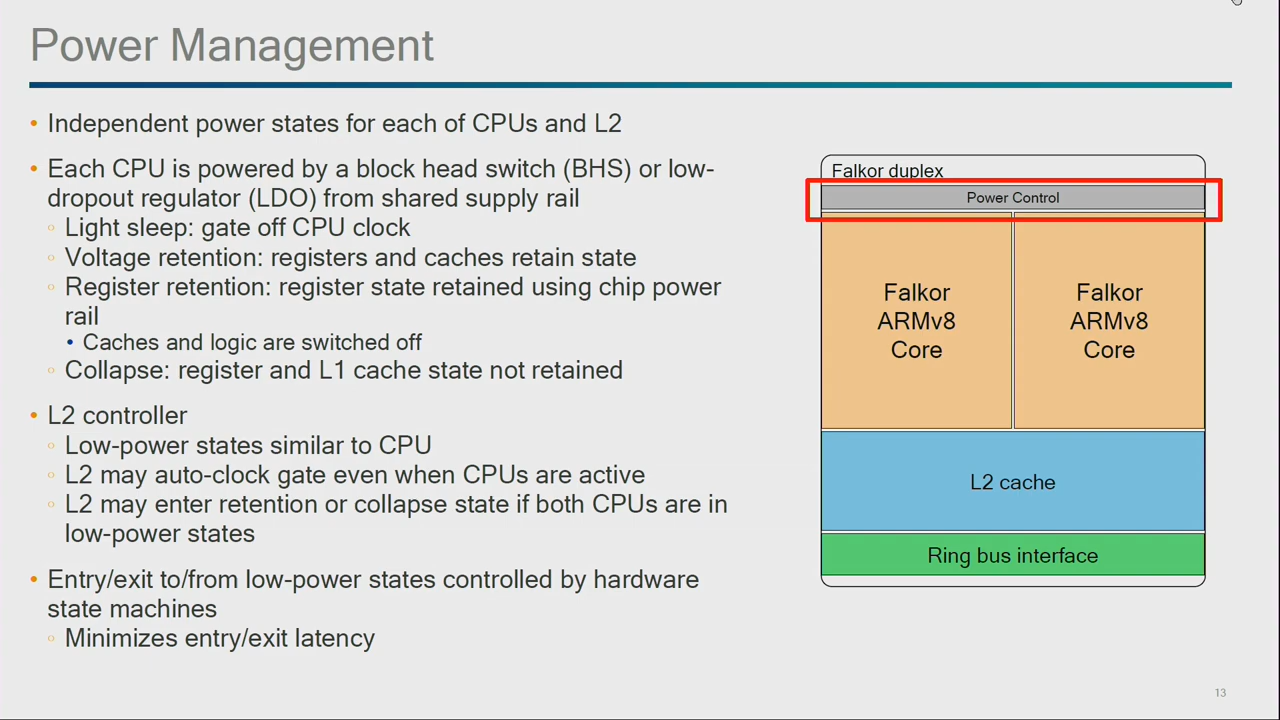 Power Management
• Independent power states for each of CPUs and L2
• Each CPU is powered by a block head switch (BHS) or low-
dropout regulator (LDO) from shared supply rail
◦ Light sleep: gate off CPU clock
◦ Voltage retention: registers and caches retain state
◦ Register retention: register state retained using chip power
rail
• Caches and logic are switched off
◦ Collapse: register and L1 cache state not retained
• L2 controller
◦ Low-power states similar to CPU
◦ L2 may auto-clock gate even when CPUs are active
◦ L2 may enter retention or collapse state if both CPUs are in
low-power states
• Entry/exit to/from low-power states controlled by hardware
state machines
◦ Minimizes entry/exit latency
Falkor duplex
Power Control
Falkor
ARMv8
Core
Falkor
ARMv8
Core
L2 cache
Ring bus interface
13